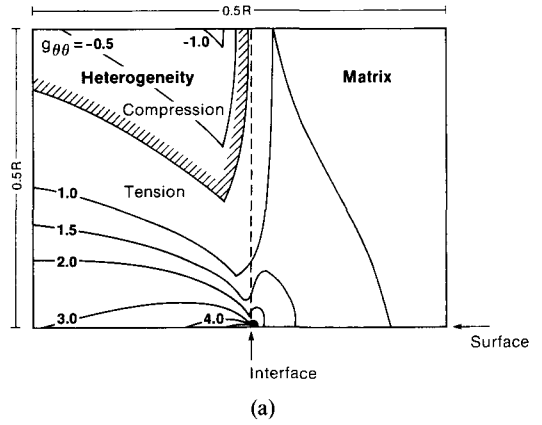 0.5R
gθθ = -0.5
-1.0
Heterogeneity
Matrix
Compression
0.5R
Tension
1.0
1.5
2.0
3.0
4.0
Surface
Interface
(a)